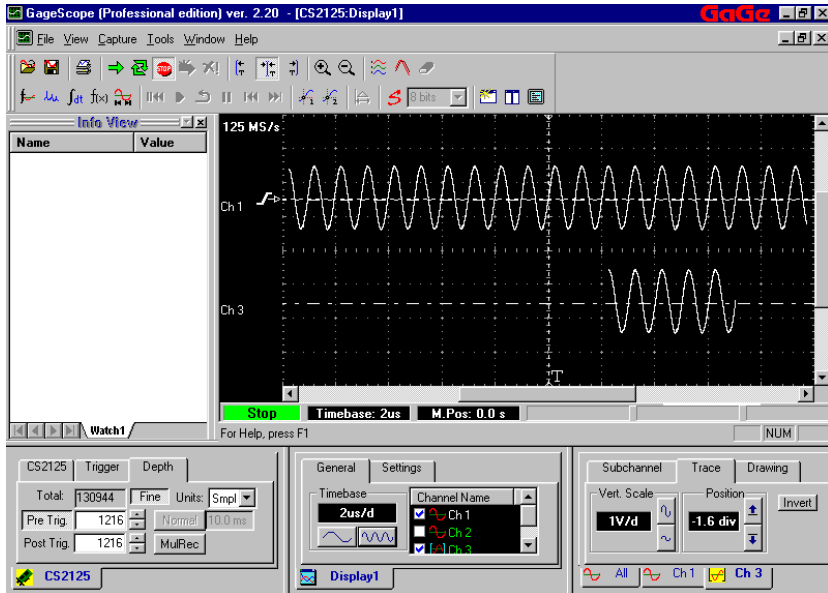 GageScope (Professional edition) ver. 2.20 - [CS2125:Display1]
GaGe
File View Capture Tools Window Help
STOP
∫dt f(x) 8 bits
Info View
Name Value
125 MS/s
Ch 1
Ch 3
T
Stop Timebase: 2us M.Pos: 0.0 s
Watch1
For Help, press F1
NUM
CS2125 Trigger Depth
Total: 130944 Fine Units: Smpl
Pre Trig. 1216 Normal 10.0 ms
Post Trig. 1216 MulRec
CS2125
General Settings
Timebase
2us/d
Channel Name
Ch 1
Ch 2
Ch 3
Display1
Subchannel Trace Drawing
Vert. Scale Position
1V/d -1.6 div Invert
All Ch 1 Ch 3